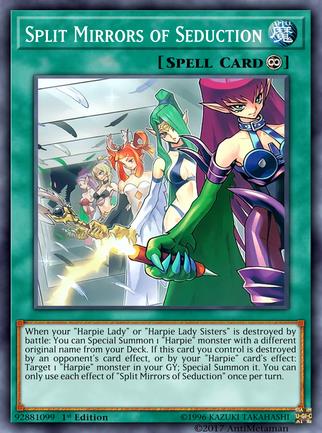 Split Mirrors of Seduction
[Spell Card]
When your "Harpie Lady" or "Harpie Lady Sisters" is destroyed by
battle: You can Special Summon 1 "Harpie" monster with a
different original name from your Deck. If this card you control is destroyed
by an opponent's card effect, or by your "Harpie" card's effect:
Target 1 "Harpie" monster in your GY; Special Summon it. You can
only use each effect of "Split Mirrors of Seduction" once per turn.
92881099 1st Edition
©1996 KAZUKI TAKAHASHI
©2017 AntiMetaman